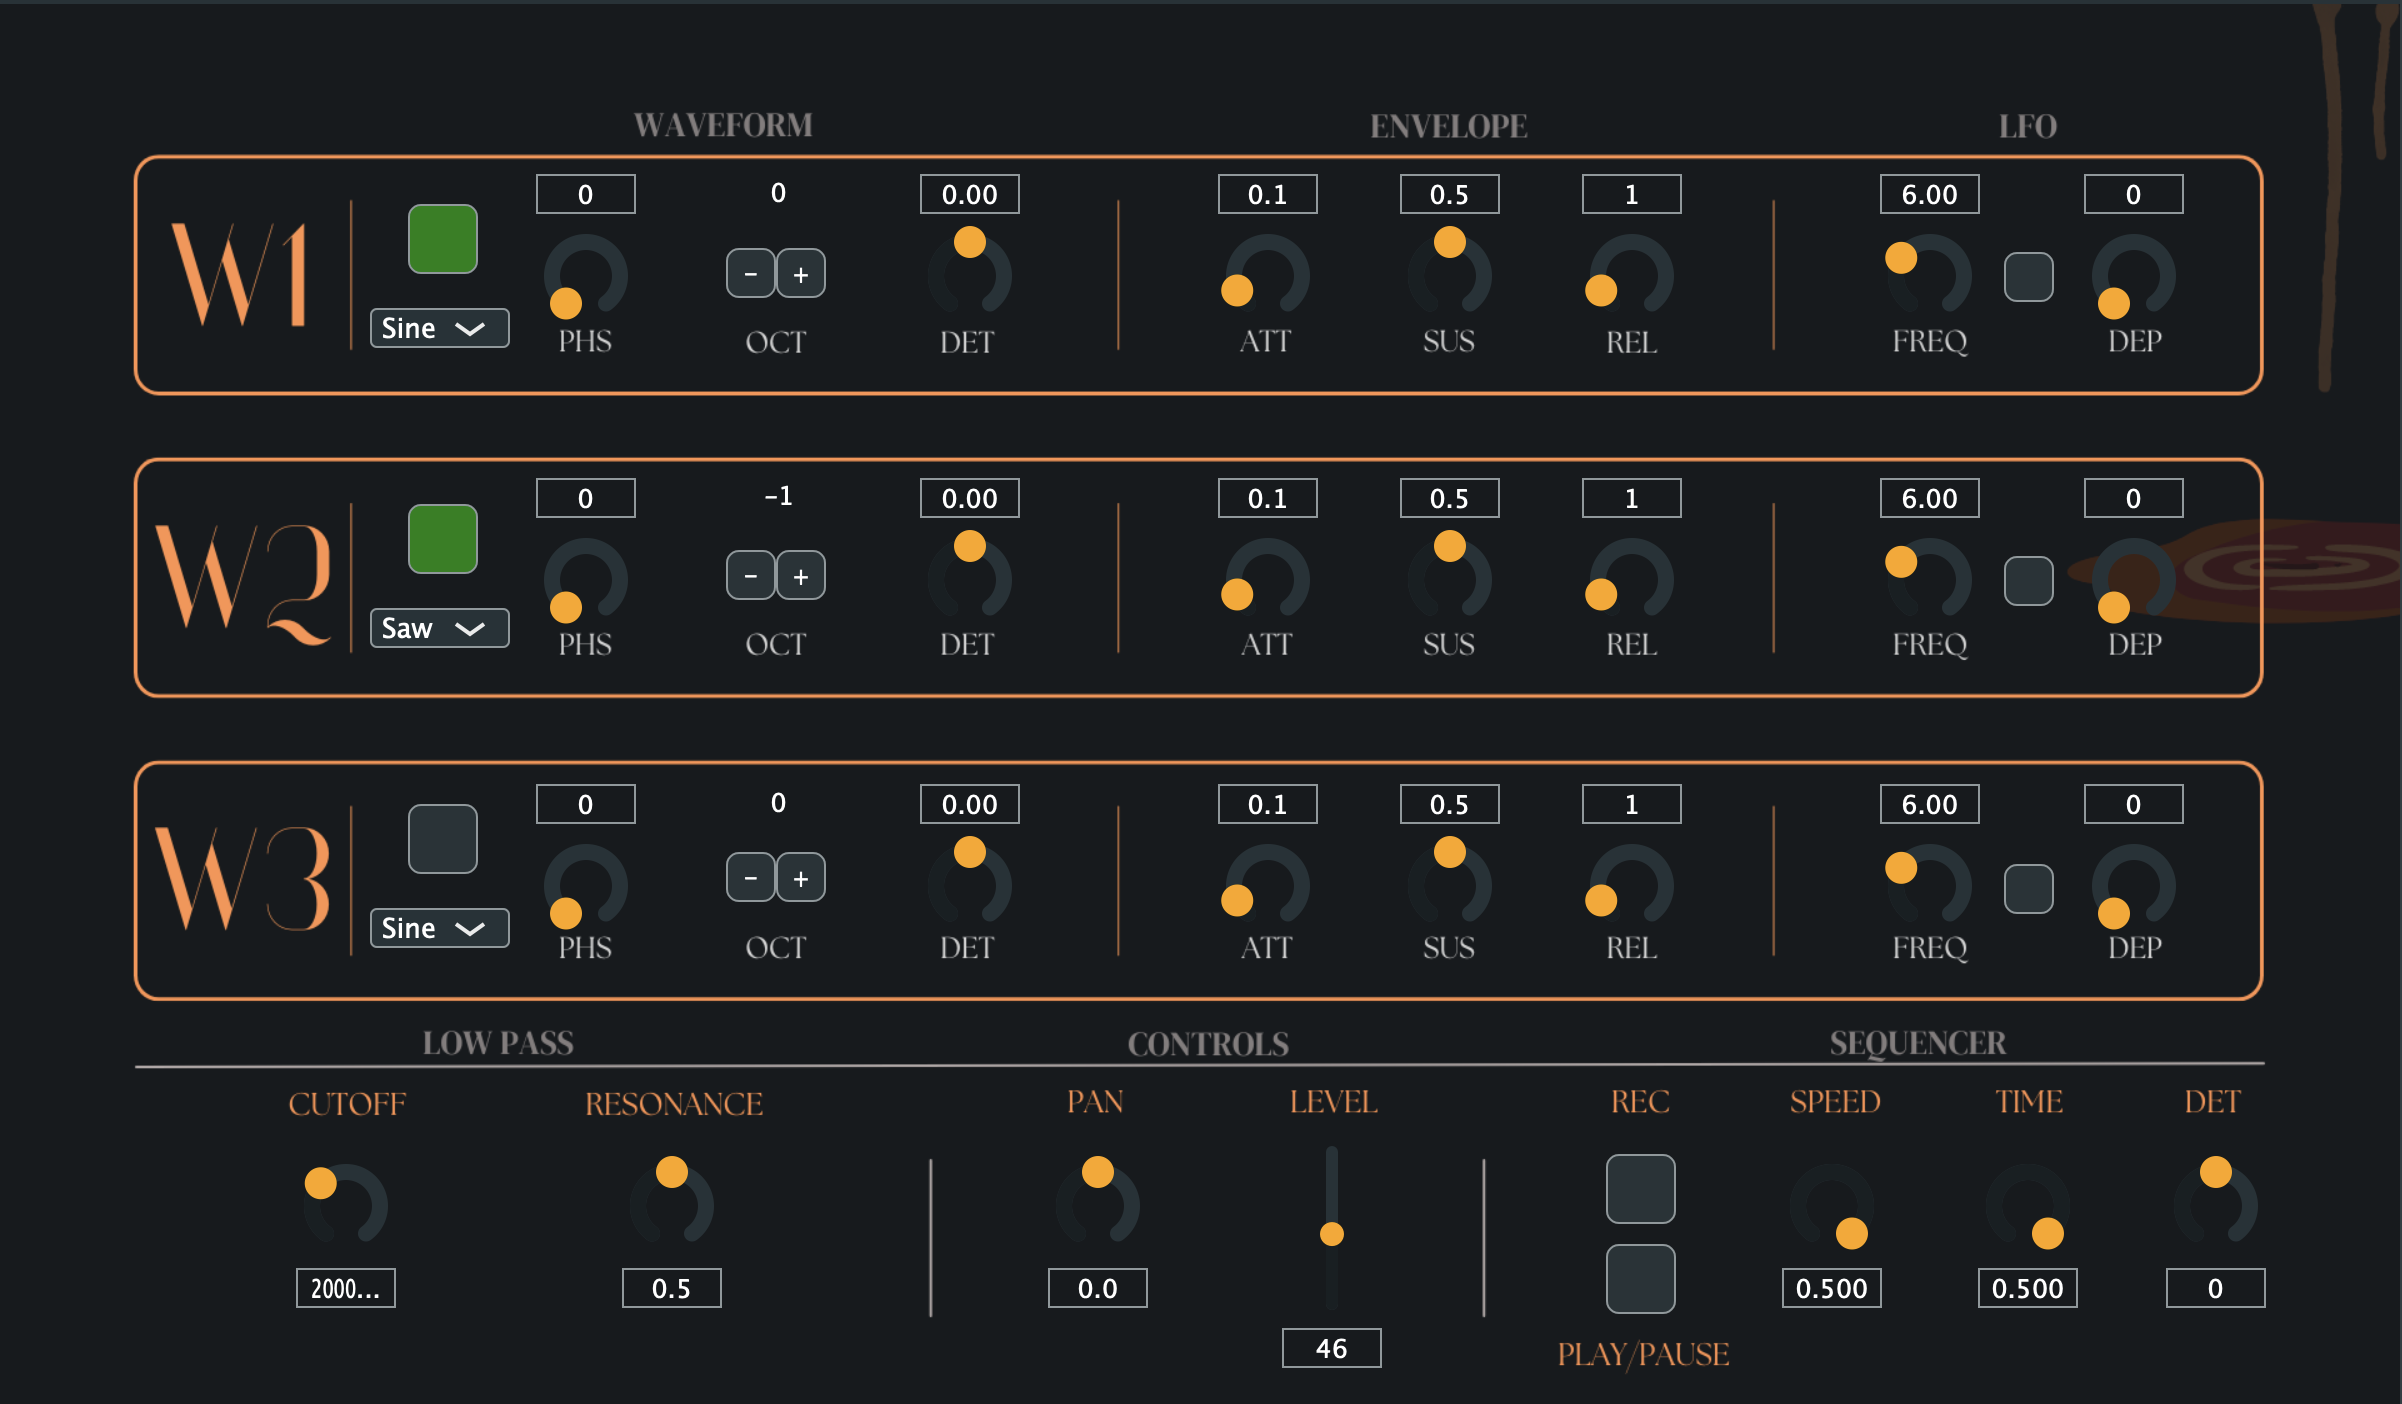 WAVEFORM ENVELOPE LFO
W1
0 0 0.00 0.1 0.5 1 6.00 0
- +
Sine
PHS OCT DET ATT SUS REL FREQ DEP
W2
0 -1 0.00 0.1 0.5 1 6.00 0
- +
Saw
PHS OCT DET ATT SUS REL FREQ DEP
W3
0 0 0.00 0.1 0.5 1 6.00 0
- +
Sine
PHS OCT DET ATT SUS REL FREQ DEP
LOW PASS CONTROLS SEQUENCER
CUTOFF RESONANCE PAN LEVEL REC SPEED TIME DET
2000... 0.5 0.0 0.500 0.500 0
46
PLAY/PAUSE